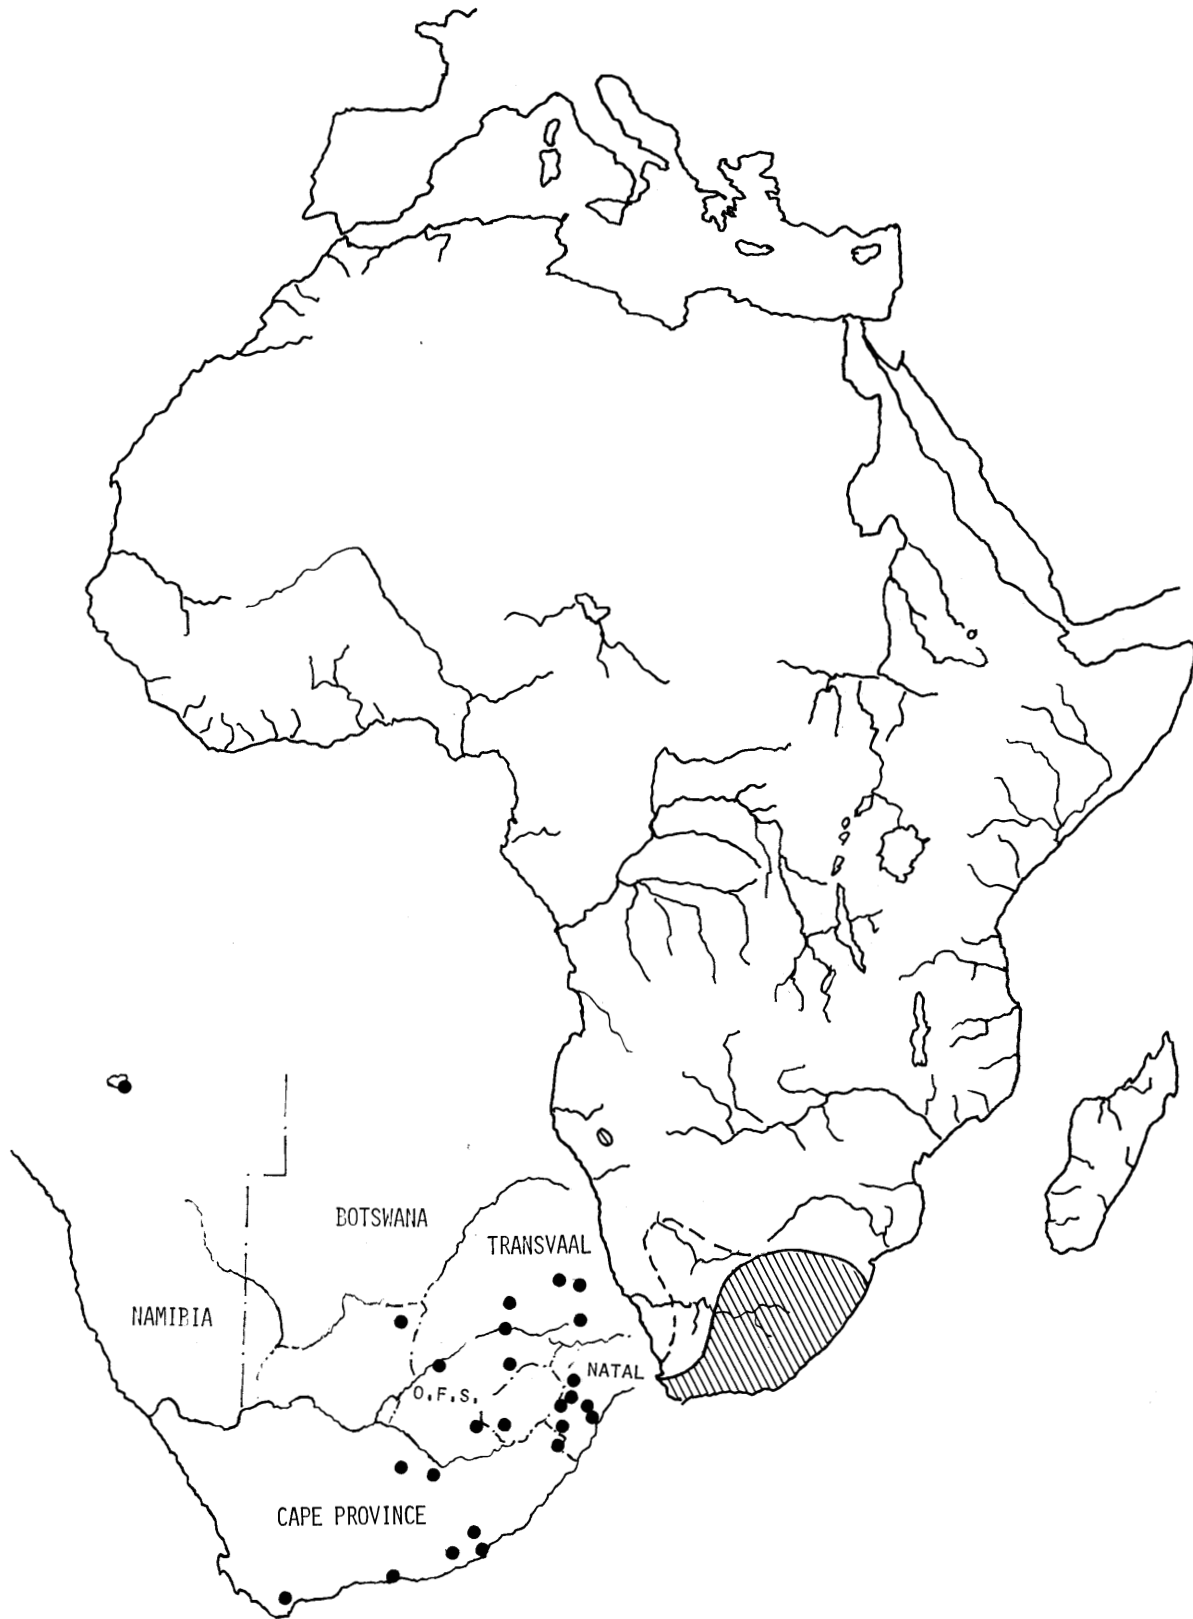 BOTSWANA
TRANSVAAL
NAMIBIA
NATAL
O.F.S.
CAPE PROVINCE